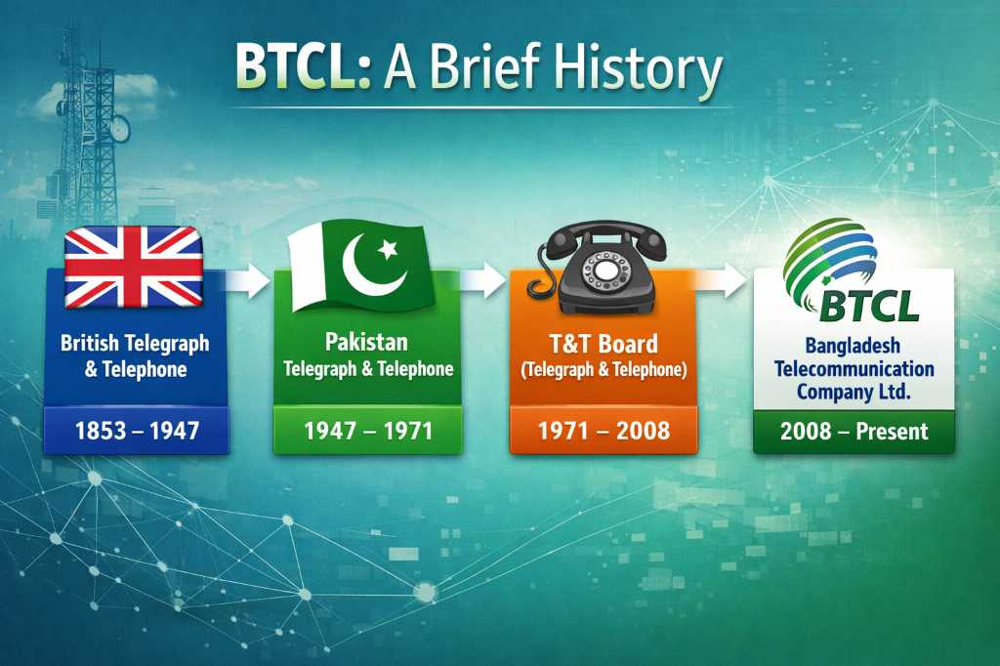 BTCL: A Brief History
British Telegraph
& Telephone
1853 – 1947
Pakistan
Telegraph & Telephone
1947 – 1971
T&T Board
(Telegraph & Telephone)
1971 – 2008
BTCL
Bangladesh
Telecommunication
Company Ltd.
2008 – Present